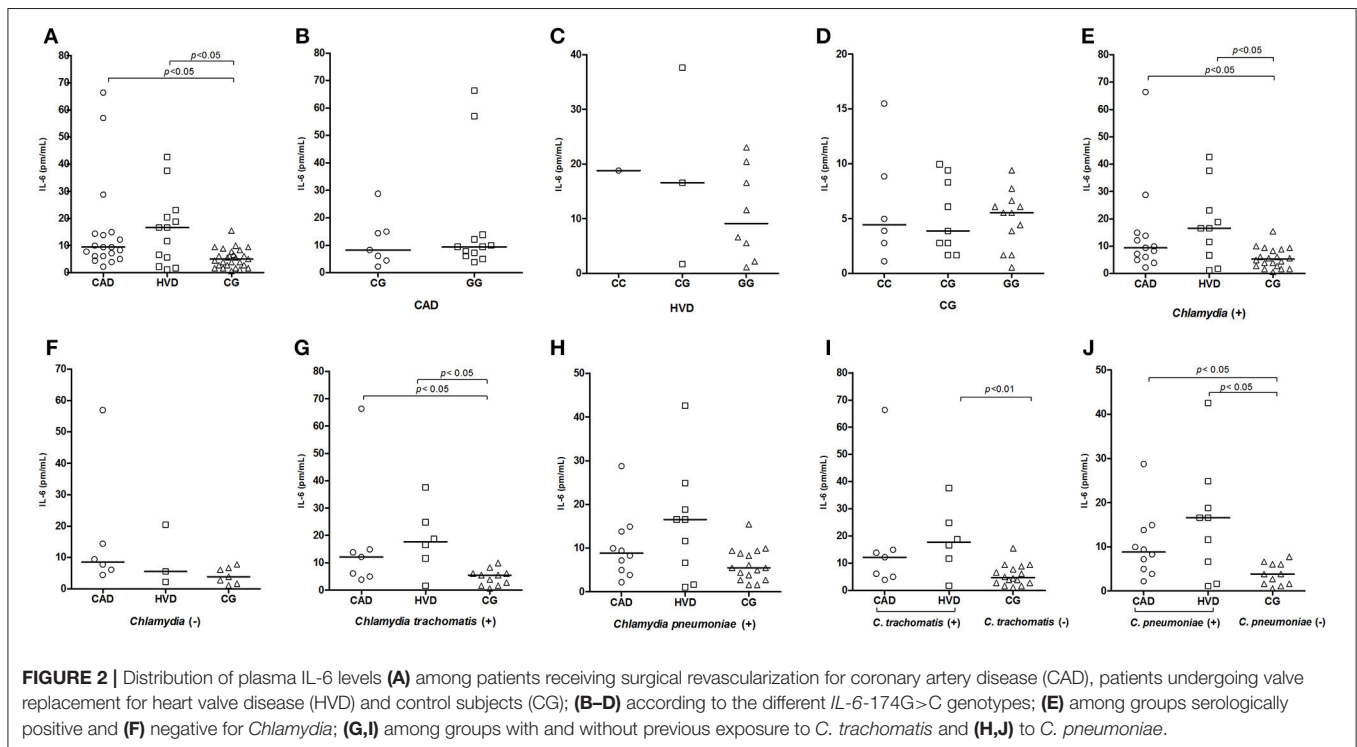 A
p<0.05
p<0.05
IL-6 (pm/mL)
80
70
60
50
40
30
20
10
0
CAD HVD CG
B
IL-6 (pm/mL)
80
70
60
50
40
30
20
10
0
CG GG
CAD
C
IL-6 (pm/mL)
40
30
20
10
0
CC CG GG
HVD
D
IL-6 (pm/mL)
20
15
10
5
0
CC CG GG
CG
E
p<0.05
p<0.05
IL-6 (pm/mL)
80
70
60
50
40
30
20
10
0
CAD HVD CG
Chlamydia (+)
F
IL-6 (pm/mL)
70
60
50
40
30
20
10
0
CAD HVD CG
Chlamydia (-)
G
p< 0.05
p< 0.05
IL-6 (pm/mL)
80
70
60
50
40
30
20
10
0
CAD HVD CG
Chlamydia trachomatis (+)
H
IL-6 (pm/mL)
50
40
30
20
10
0
CAD HVD CG
Chlamydia pneumoniae (+)
I
p<0.01
IL-6 (pm/mL)
80
70
60
50
40
30
20
10
0
CAD HVD CG
C. trachomatis (+) C. trachomatis (-)
J
p< 0.05
p< 0.05
IL-6 (pm/mL)
50
40
30
20
10
0
CAD HVD CG
C. pneumoniae (+) C. pneumoniae (-)
FIGURE 2 | Distribution of plasma IL-6 levels (A) among patients receiving surgical revascularization for coronary artery disease (CAD), patients undergoing valve
replacement for heart valve disease (HVD) and control subjects (CG); (B–D) according to the different IL-6-174G>C genotypes; (E) among groups serologically
positive and (F) negative for Chlamydia; (G,I) among groups with and without previous exposure to C. trachomatis and (H,J) to C. pneumoniae.